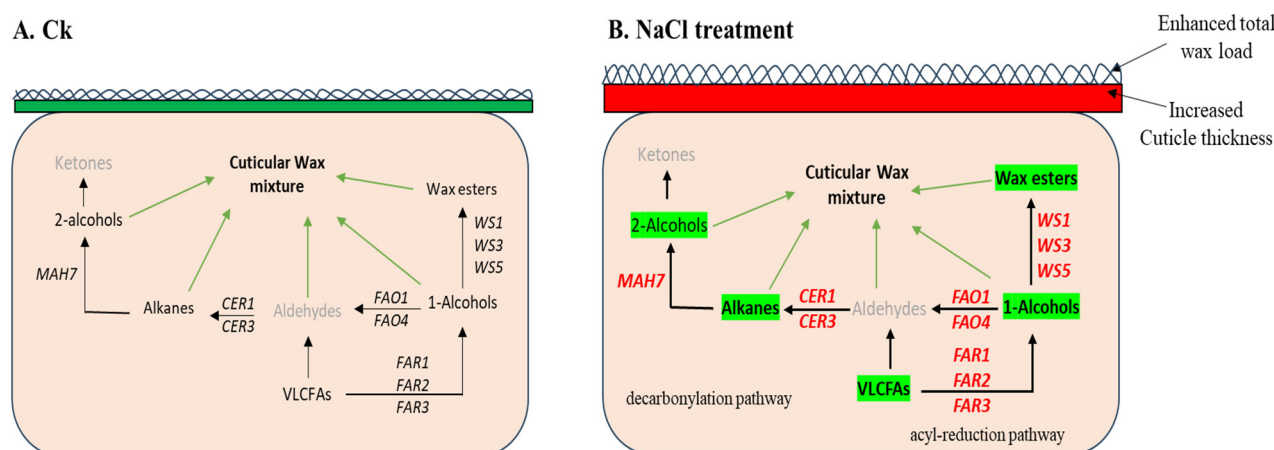 A. Ck
Ketones
Cuticular Wax
mixture
Wax esters
2-alcohols
WS1
WS3
WS5
MAH7
Alkanes
CER1
CER3
Aldehydes
FAO1
FAO4
1-Alcohols
FAR1
FAR2
FAR3
VLCFAs
B. NaCl treatment
Enhanced total
wax load
Increased
Cuticle thickness
Ketones
Cuticular Wax
mixture
Wax esters
2-Alcohols
WS1
WS3
WS5
MAH7
Alkanes
CER1
CER3
Aldehydes
FAO1
FAO4
1-Alcohols
FAR1
FAR2
FAR3
VLCFAs
decarbonylation pathway
acyl-reduction pathway